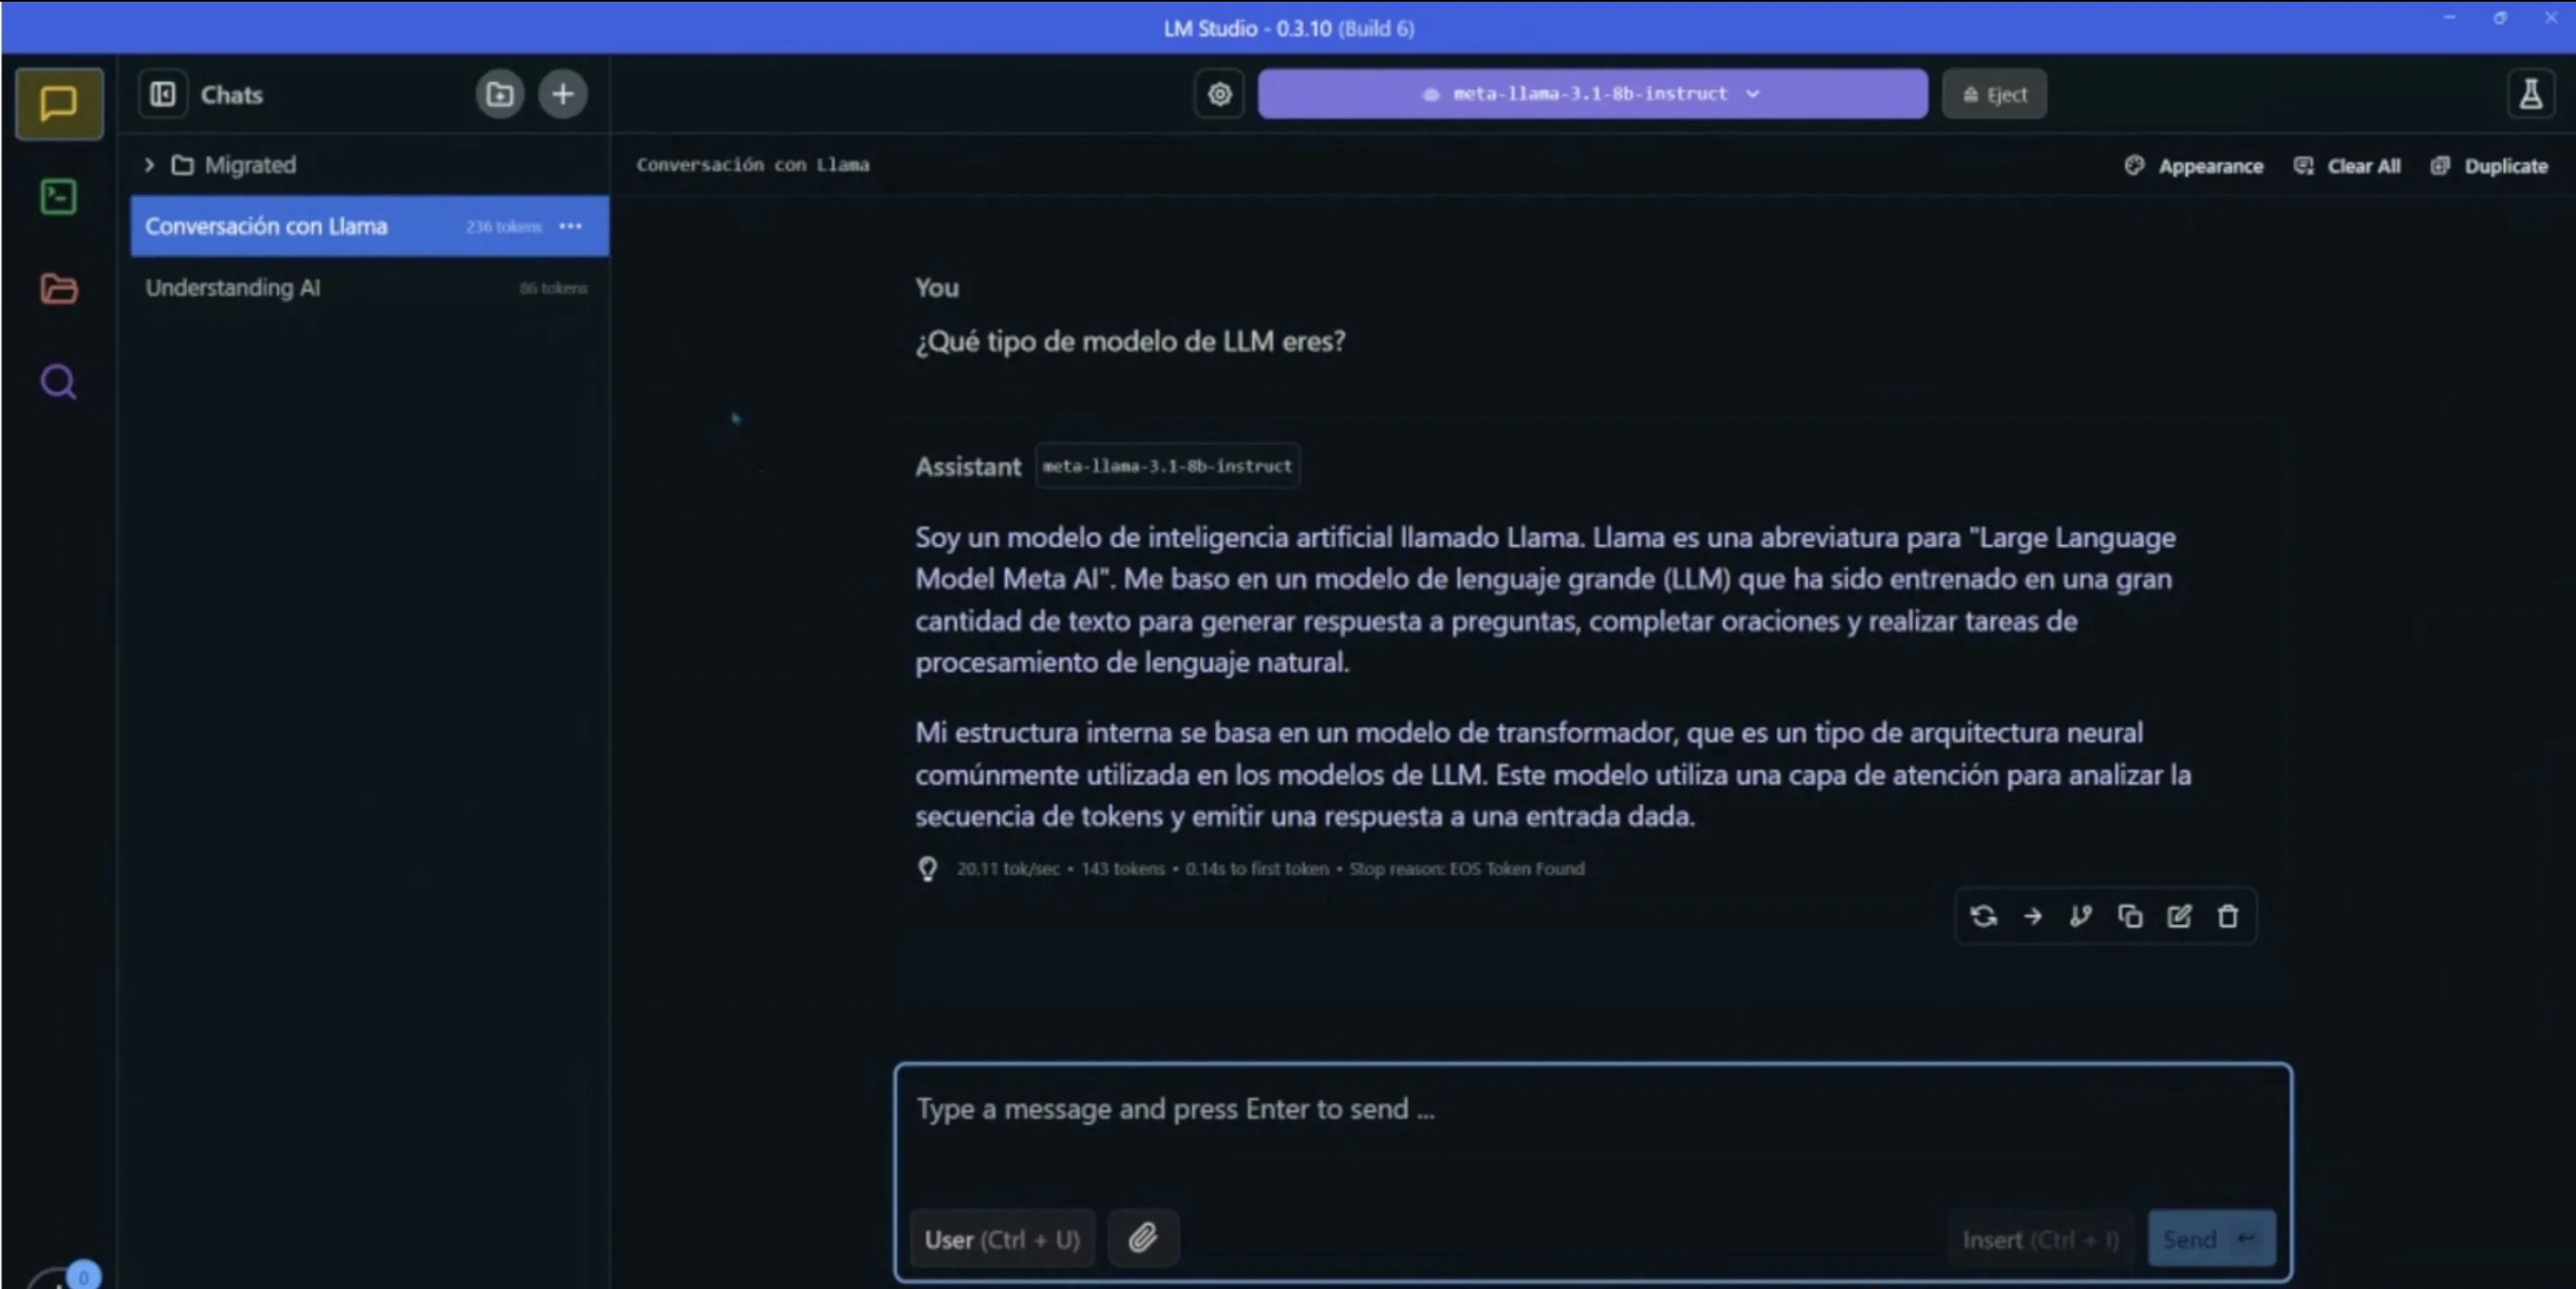 LM Studio - 0.3.10 (Build 6)
Chats
meta-llama-3.1-8b-instruct
Eject
Migrated
Conversación con Llama
Appearance
Clear All
Duplicate
Conversación con Llama 236 tokens
Understanding AI 86 tokens
You
¿Qué tipo de modelo de LLM eres?
Assistant meta-llama-3.1-8b-instruct
Soy un modelo de inteligencia artificial llamado Llama. Llama es una abreviatura para "Large Language
Model Meta AI". Me baso en un modelo de lenguaje grande (LLM) que ha sido entrenado en una gran
cantidad de texto para generar respuesta a preguntas, completar oraciones y realizar tareas de
procesamiento de lenguaje natural.
Mi estructura interna se basa en un modelo de transformador, que es un tipo de arquitectura neural
comúnmente utilizada en los modelos de LLM. Este modelo utiliza una capa de atención para analizar la
secuencia de tokens y emitir una respuesta a una entrada dada.
20.11 tok/sec • 143 tokens • 0.14s to first token • Stop reason: EOS Token Found
Type a message and press Enter to send ...
User (Ctrl + U)
Insert (Ctrl + I)
Send
0